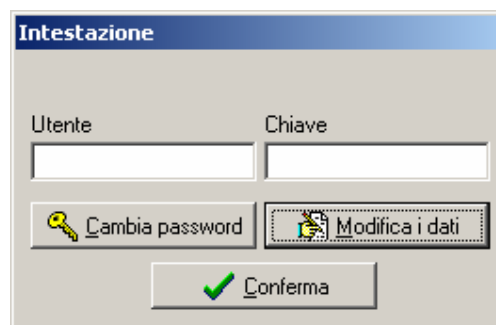 Intestazione
Utente Chiave
Cambia password Modifica i dati
Conferma